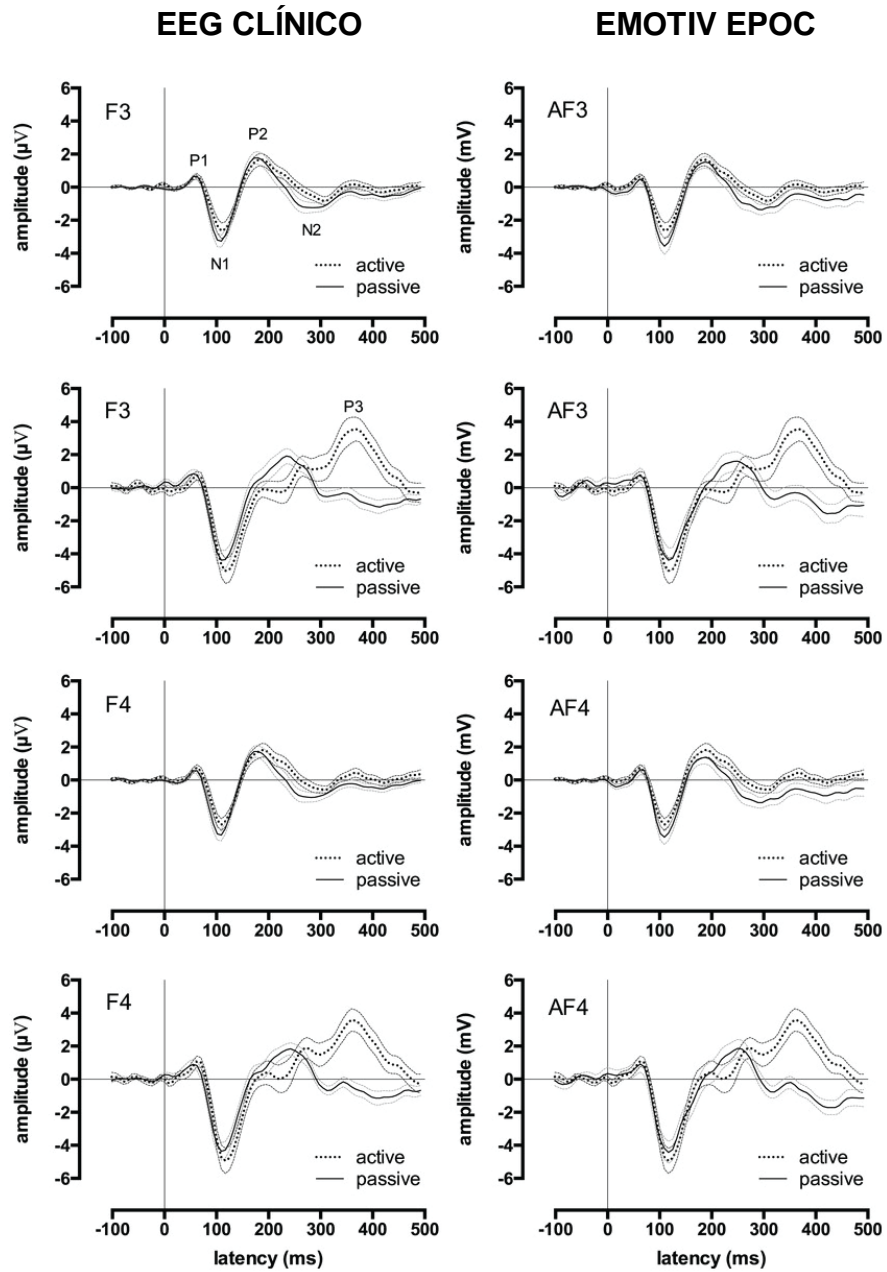 EEG CLÍNICO EMOTIV EPOC
F3
P1
P2
N1
N2
active
passive
amplitude (µV)
6
4
2
0
-2
-4
-6
-100 0 100 200 300 400 500
AF3
active
passive
amplitude (mV)
6
4
2
0
-2
-4
-6
-100 0 100 200 300 400 500
F3
P3
active
passive
amplitude (µV)
6
4
2
0
-2
-4
-6
-100 0 100 200 300 400 500
AF3
active
passive
amplitude (mV)
6
4
2
0
-2
-4
-6
-100 0 100 200 300 400 500
F4
active
passive
amplitude (µV)
6
4
2
0
-2
-4
-6
-100 0 100 200 300 400 500
AF4
active
passive
amplitude (mV)
6
4
2
0
-2
-4
-6
-100 0 100 200 300 400 500
F4
active
passive
amplitude (µV)
6
4
2
0
-2
-4
-6
-100 0 100 200 300 400 500
latency (ms)
AF4
active
passive
amplitude (mV)
6
4
2
0
-2
-4
-6
-100 0 100 200 300 400 500
latency (ms)